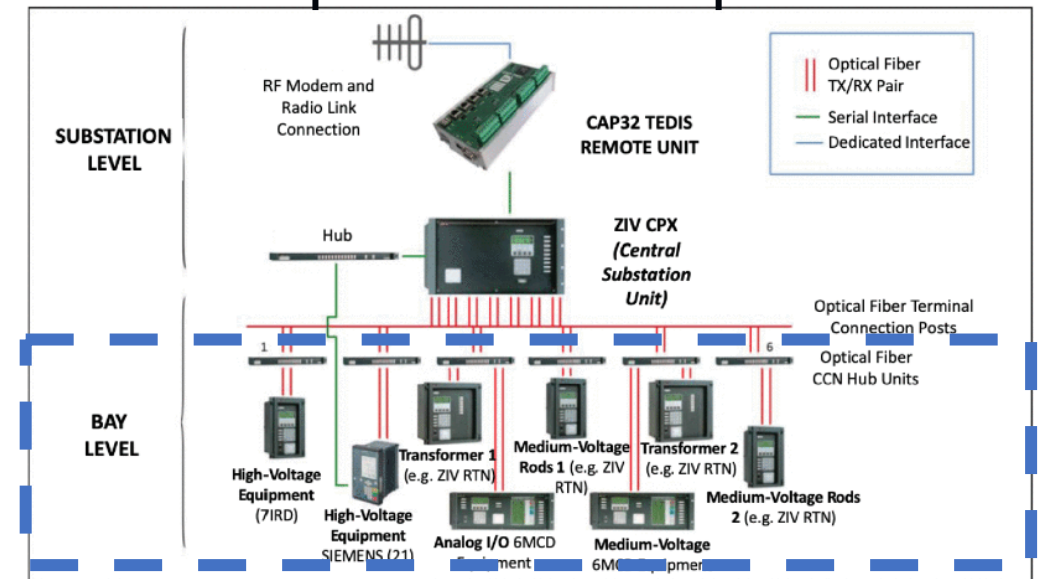 RF Modem and
Radio Link
Connection
SUBSTATION
LEVEL
CAP32 TEDIS
REMOTE UNIT
Optical Fiber
TX/RX Pair
Serial Interface
Dedicated Interface
Hub
ZIV CPX
(Central
Substation
Unit)
Optical Fiber Terminal
Connection Posts
1
6
Optical Fiber
CCN Hub Units
BAY
LEVEL
High-Voltage
Equipment
(7IRD)
High-Voltage
Equipment
SIEMENS (21)
Transformer 1
(e.g. ZIV RTN)
Analog I/O 6MCD
Equipment
Medium-Voltage
Rods 1 (e.g. ZIV
RTN)
Medium-Voltage
6MCD Equipment
Transformer 2
(e.g. ZIV RTN)
Medium-Voltage Rods
2 (e.g. ZIV RTN)